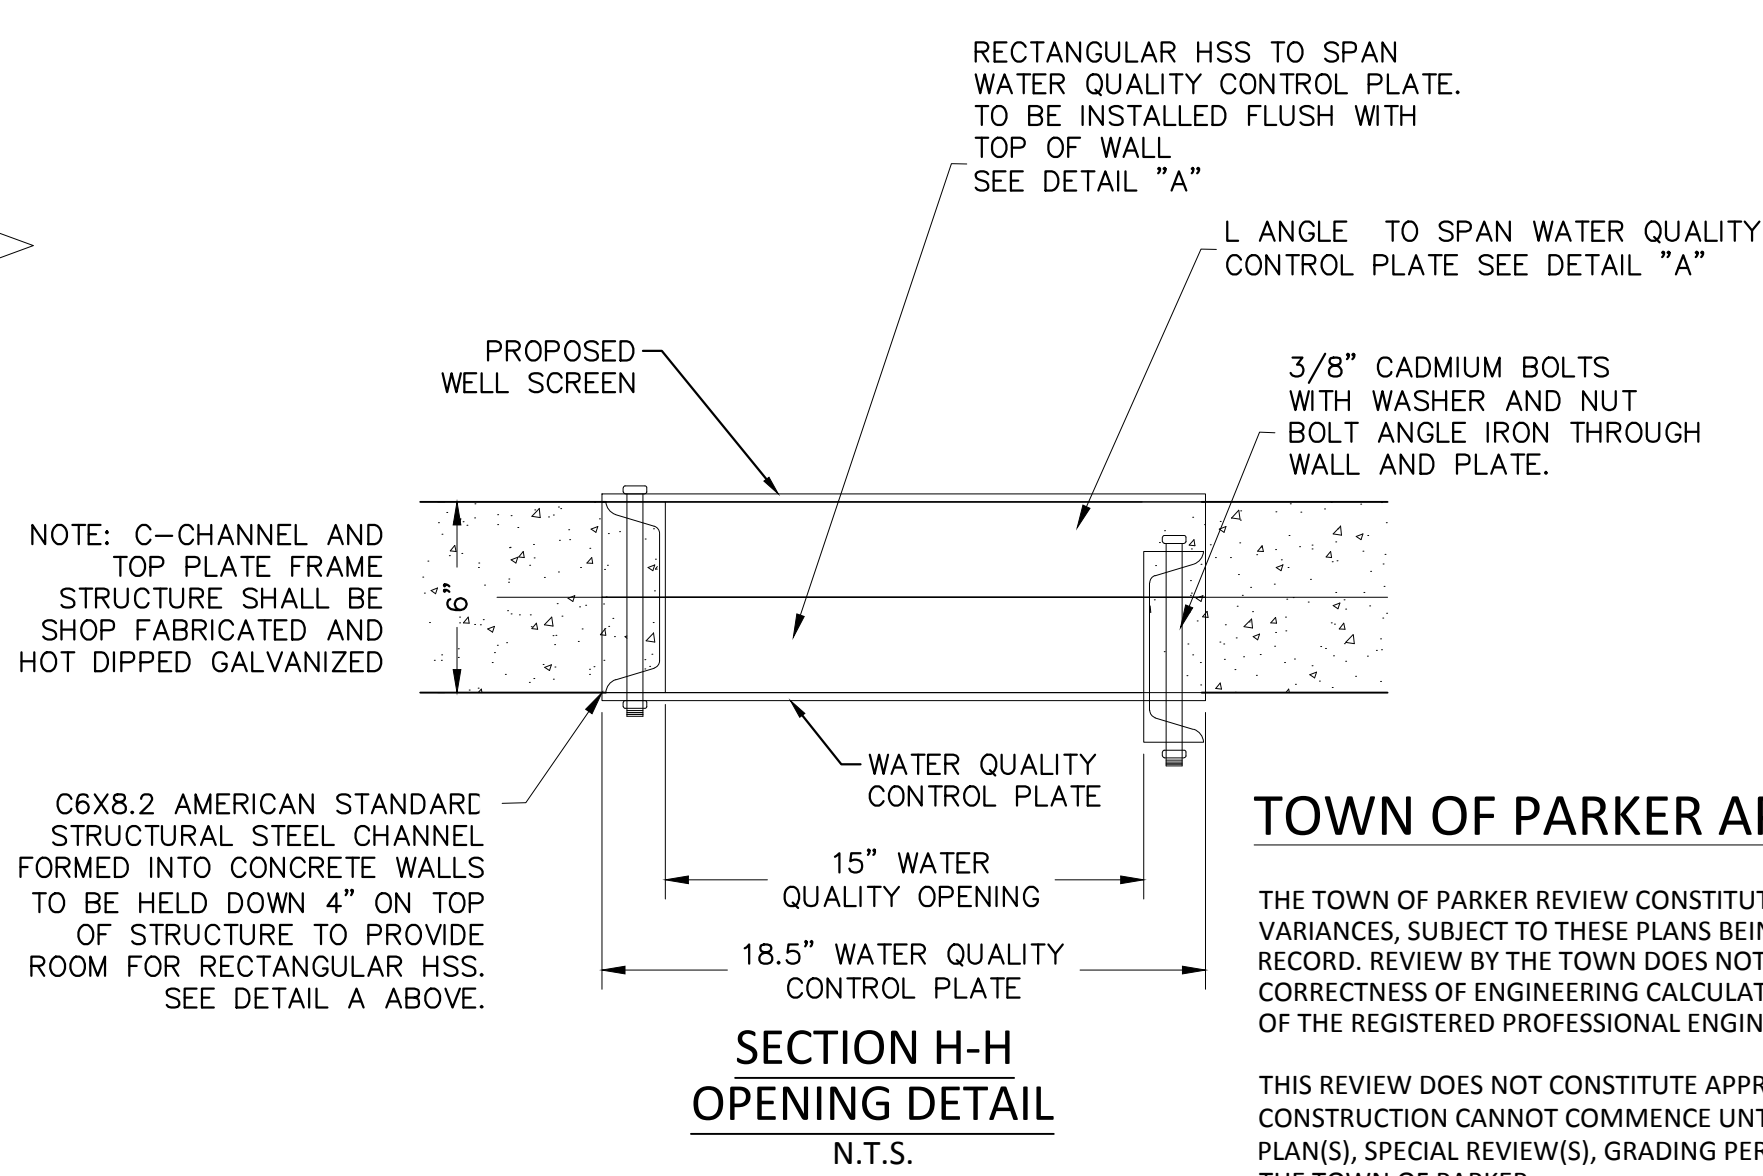 RECTANGULAR HSS TO SPAN
WATER QUALITY CONTROL PLATE.
TO BE INSTALLED FLUSH WITH
TOP OF WALL
SEE DETAIL "A"
L ANGLE TO SPAN WATER QUALITY
CONTROL PLATE SEE DETAIL "A"
PROPOSED
WELL SCREEN
3/8" CADMIUM BOLTS
WITH WASHER AND NUT
BOLT ANGLE IRON THROUGH
WALL AND PLATE.
NOTE: C-CHANNEL AND
TOP PLATE FRAME
STRUCTURE SHALL BE
SHOP FABRICATED AND
HOT DIPPED GALVANIZED
6"
WATER QUALITY
CONTROL PLATE
C6X8.2 AMERICAN STANDARD
STRUCTURAL STEEL CHANNEL
FORMED INTO CONCRETE WALLS
TO BE HELD DOWN 4" ON TOP
OF STRUCTURE TO PROVIDE
ROOM FOR RECTANGULAR HSS.
SEE DETAIL A ABOVE.
15" WATER
QUALITY OPENING
18.5" WATER QUALITY
CONTROL PLATE
SECTION H-H
OPENING DETAIL
N.T.S.
TOWN OF PARKER
THE TOWN OF PARKER REVIEW
VARIANCES, SUBJECT TO THESE PLANS
RECORD. REVIEW BY THE TOWN DOES NOT
CORRECTNESS OF ENGINEERING
OF THE REGISTERED PROFESSIONAL
THIS REVIEW DOES NOT CONSTITUTE
CONSTRUCTION CANNOT COMMENCE
PLAN(S), SPECIAL REVIEW(S), GRADING
THE TOWN OF PARKER